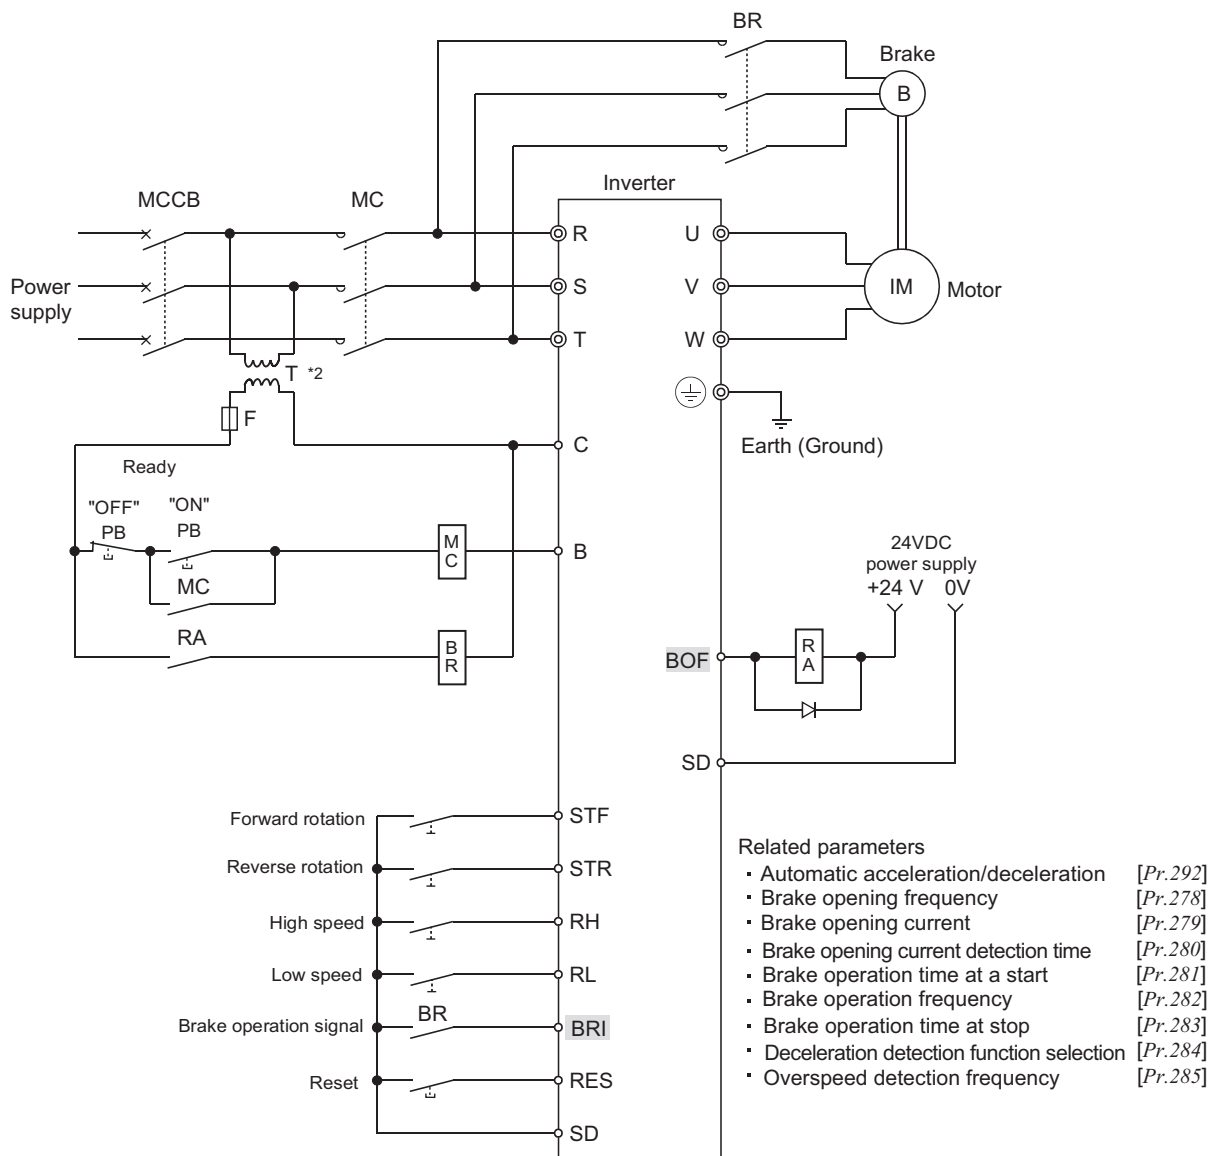 BR
Brake
B
Inverter
MCCB
MC
R
U
Power
supply
S
V
IM
Motor
T
W
T *2
F
Earth (Ground)
C
Ready
"OFF"
PB
"ON"
PB
M
C
B
MC
24VDC
power supply
+24 V 0V
RA
B
R
BOF
R
A
SD
Forward rotation
STF
Reverse rotation
STR
High speed
RH
Low speed
RL
Brake operation signal
BR
BRI
Reset
RES
SD
Related parameters
· Automatic acceleration/deceleration [Pr.292]
· Brake opening frequency [Pr.278]
· Brake opening current [Pr.279]
· Brake opening current detection time [Pr.280]
· Brake operation time at a start [Pr.281]
· Brake operation frequency [Pr.282]
· Brake operation time at stop [Pr.283]
· Deceleration detection function selection [Pr.284]
· Overspeed detection frequency [Pr.285]